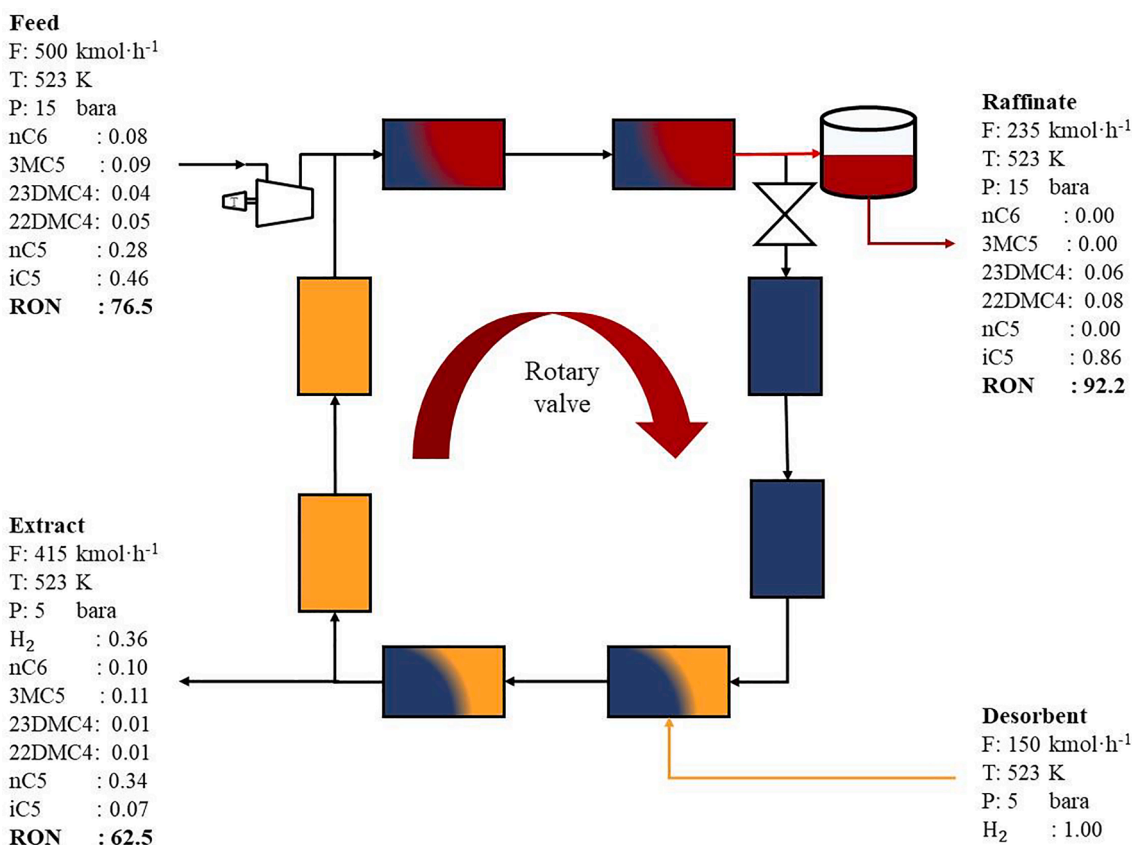 Feed
F: 500 kmol·h⁻¹
T: 523 K
P: 15 bara
nC6 : 0.08
3MC5 : 0.09
23DMC4: 0.04
22DMC4: 0.05
nC5 : 0.28
iC5 : 0.46
RON : 76.5
T
Raffinate
F: 235 kmol·h⁻¹
T: 523 K
P: 15 bara
nC6 : 0.00
3MC5 : 0.00
23DMC4: 0.06
22DMC4: 0.08
nC5 : 0.00
iC5 : 0.86
RON : 92.2
Rotary
valve
Extract
F: 415 kmol·h⁻¹
T: 523 K
P: 5 bara
H₂ : 0.36
nC6 : 0.10
3MC5 : 0.11
23DMC4: 0.01
22DMC4: 0.01
nC5 : 0.34
iC5 : 0.07
RON : 62.5
Desorbent
F: 150 kmol·h⁻¹
T: 523 K
P: 5 bara
H₂ : 1.00